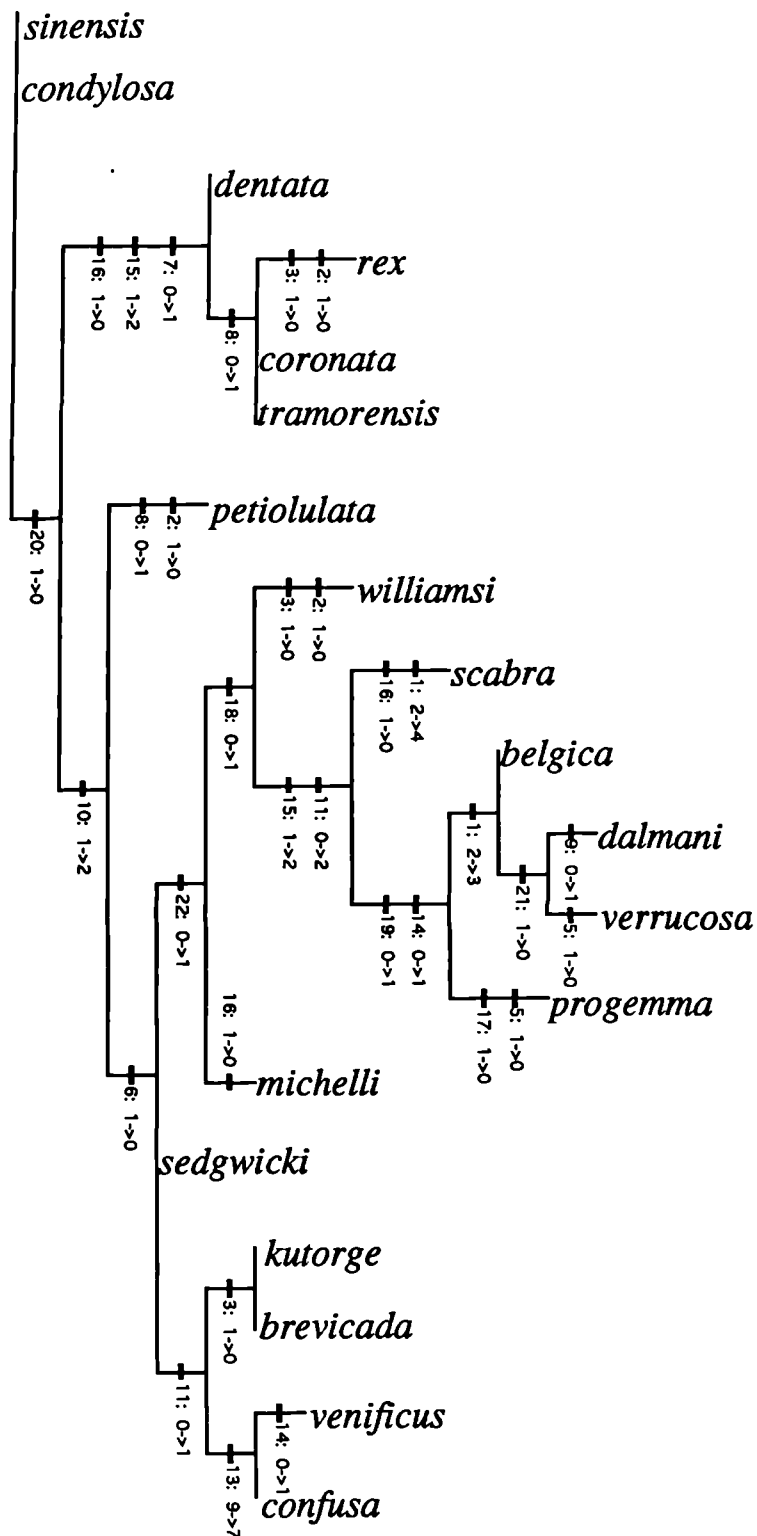 sinensis
condylosa
dentata
16: 1->0
15: 1->2
7: 0->1
3: 1->0
2: 1->0
rex
8: 0->1
coronata
tramorensis
20: 1->0
8: 0->1
2: 1->0
petiolulata
3: 1->0
2: 1->0
williamsi
18: 0->1
16: 1->0
1: 2->4
scabra
belgica
10: 1->2
15: 1->2
11: 0->2
1: 2->3
9: 0->1
dalmani
21: 1->0
5: 1->0
verrucosa
22: 0->1
19: 0->1
14: 0->1
17: 1->0
5: 1->0
progemma
16: 1->0
michelli
6: 1->0
sedgwicki
kutorge
3: 1->0
brevicada
11: 0->1
14: 0->1
venificus
13: 9->7
confusa